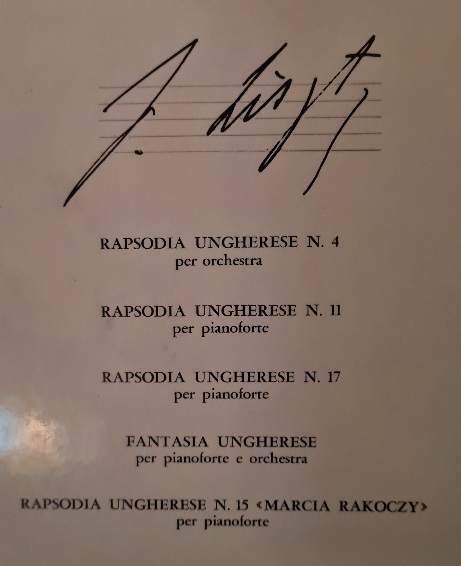 F. Liszt
RAPSODIA UNGHERESE N. 4
per orchestra
RAPSODIA UNGHERESE N. 11
per pianoforte
RAPSODIA UNGHERESE N. 17
per pianoforte
FANTASIA UNGHERESE
per pianoforte e orchestra
RAPSODIA UNGHERESE N. 15 «MARCIA RAKOCZY»
per pianoforte